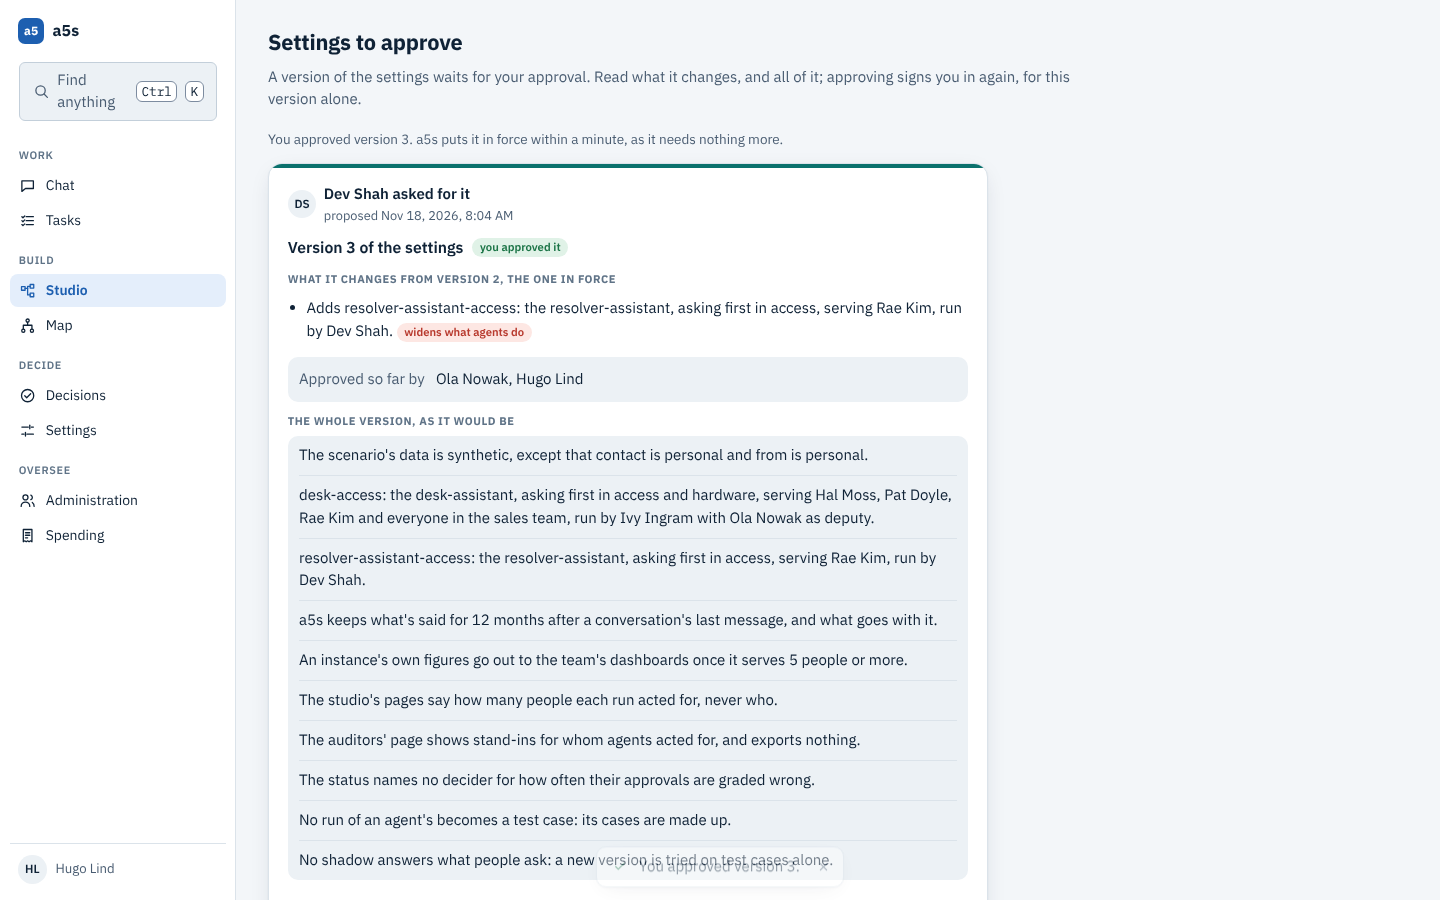 a5 a5s
Find anything Ctrl K
WORK
Chat
Tasks
BUILD
Studio
Map
DECIDE
Decisions
Settings
OVERSEE
Administration
Spending
HL Hugo Lind
Settings to approve
A version of the settings waits for your approval. Read what it changes, and all of it; approving signs you in again, for this
version alone.
You approved version 3. a5s puts it in force within a minute, as it needs nothing more.
DS Dev Shah asked for it
proposed Nov 18, 2026, 8:04 AM
Version 3 of the settings you approved it
WHAT IT CHANGES FROM VERSION 2, THE ONE IN FORCE
• Adds resolver-assistant-access: the resolver-assistant, asking first in access, serving Rae Kim, run
by Dev Shah. widens what agents do
Approved so far by Ola Nowak, Hugo Lind
THE WHOLE VERSION, AS IT WOULD BE
The scenario's data is synthetic, except that contact is personal and from is personal.
desk-access: the desk-assistant, asking first in access and hardware, serving Hal Moss, Pat Doyle,
Rae Kim and everyone in the sales team, run by Ivy Ingram with Ola Nowak as deputy.
resolver-assistant-access: the resolver-assistant, asking first in access, serving Rae Kim, run by
Dev Shah.
a5s keeps what's said for 12 months after a conversation's last message, and what goes with it.
An instance's own figures go out to the team's dashboards once it serves 5 people or more.
The studio's pages say how many people each run acted for, never who.
The auditors' page shows stand-ins for whom agents acted for, and exports nothing.
The status names no decider for how often their approvals are graded wrong.
No run of an agent's becomes a test case: its cases are made up.
No shadow answers what people ask: a new version is tried on test cases alone.
You approved version 3.